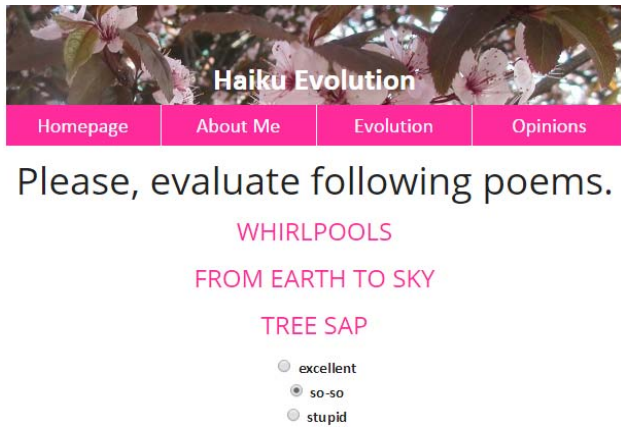 Haiku Evolution
Homepage About Me Evolution Opinions
Please, evaluate following poems.
WHIRLPOOLS
FROM EARTH TO SKY
TREE SAP
excellent
so-so
stupid